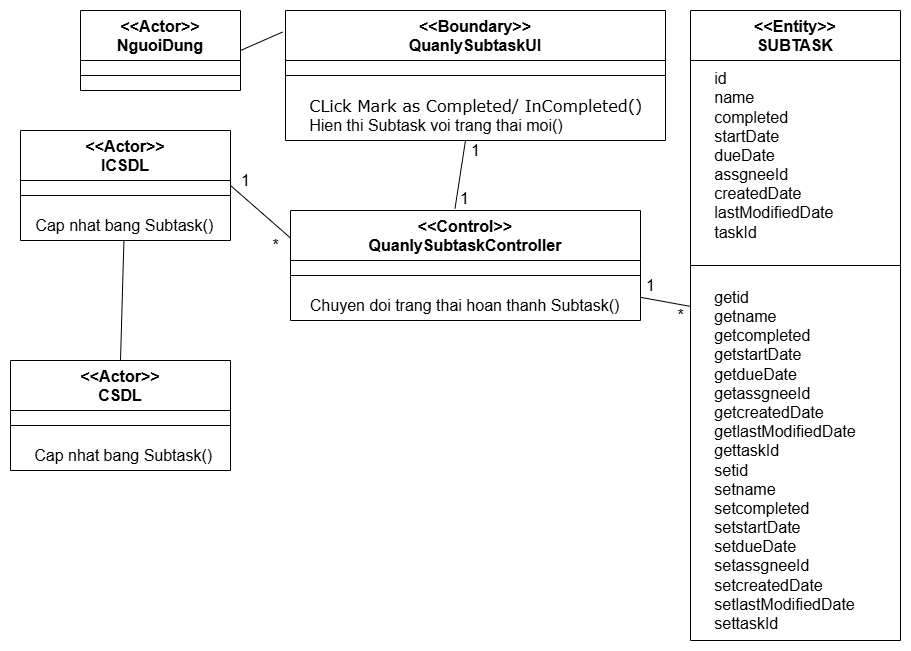 <<Actor>>
NguoiDung
<<Boundary>>
QuanlySubtaskUI
CLick Mark as Completed/ InCompleted()
Hien thi Subtask voi trang thai moi()
<<Entity>>
SUBTASK
id
name
completed
startDate
dueDate
assgneeId
createdDate
lastModifiedDate
taskId
getid
getname
getcompleted
getstartDate
getdueDate
getassgneeId
getcreatedDate
getlastModifiedDate
gettaskId
setid
setname
setcompleted
setstartDate
setdueDate
setassgneeId
setcreatedDate
setlastModifiedDate
settaskId
<<Actor>>
ICSDL
Cap nhat bang Subtask()
1
*
1
1
<<Control>>
QuanlySubtaskController
Chuyen doi trang thai hoan thanh Subtask()
1
*
<<Actor>>
CSDL
Cap nhat bang Subtask()